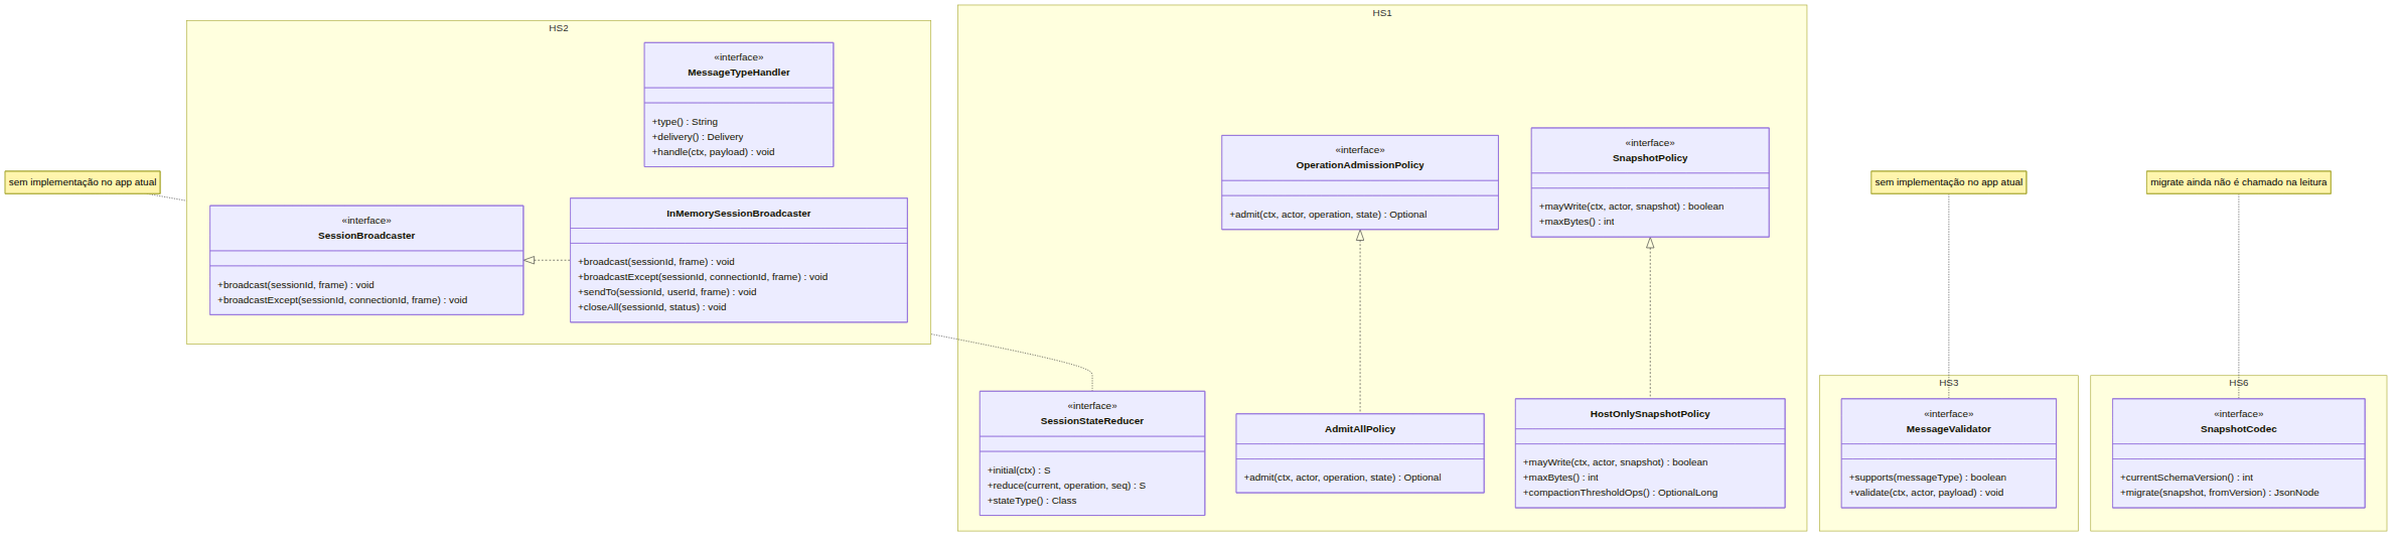 HS2
«interface»
MessageTypeHandler
+type() : String
+delivery() : Delivery
+handle(ctx, payload) : void
sem implementação no app atual
«interface»
SessionBroadcaster
+broadcast(sessionId, frame) : void
+broadcastExcept(sessionId, connectionId, frame) : void
InMemorySessionBroadcaster
+broadcast(sessionId, frame) : void
+broadcastExcept(sessionId, connectionId, frame) : void
+sendTo(sessionId, userId, frame) : void
+closeAll(sessionId, status) : void
HS1
«interface»
OperationAdmissionPolicy
+admit(ctx, actor, operation, state) : Optional
«interface»
SnapshotPolicy
+mayWrite(ctx, actor, snapshot) : boolean
+maxBytes() : int
«interface»
SessionStateReducer
+initial(ctx) : S
+reduce(current, operation, seq) : S
+stateType() : Class
AdmitAllPolicy
+admit(ctx, actor, operation, state) : Optional
HostOnlySnapshotPolicy
+mayWrite(ctx, actor, snapshot) : boolean
+maxBytes() : int
+compactionThresholdOps() : OptionalLong
sem implementação no app atual
HS3
«interface»
MessageValidator
+supports(messageType) : boolean
+validate(ctx, actor, payload) : void
migrate ainda não é chamado na leitura
HS6
«interface»
SnapshotCodec
+currentSchemaVersion() : int
+migrate(snapshot, fromVersion) : JsonNode